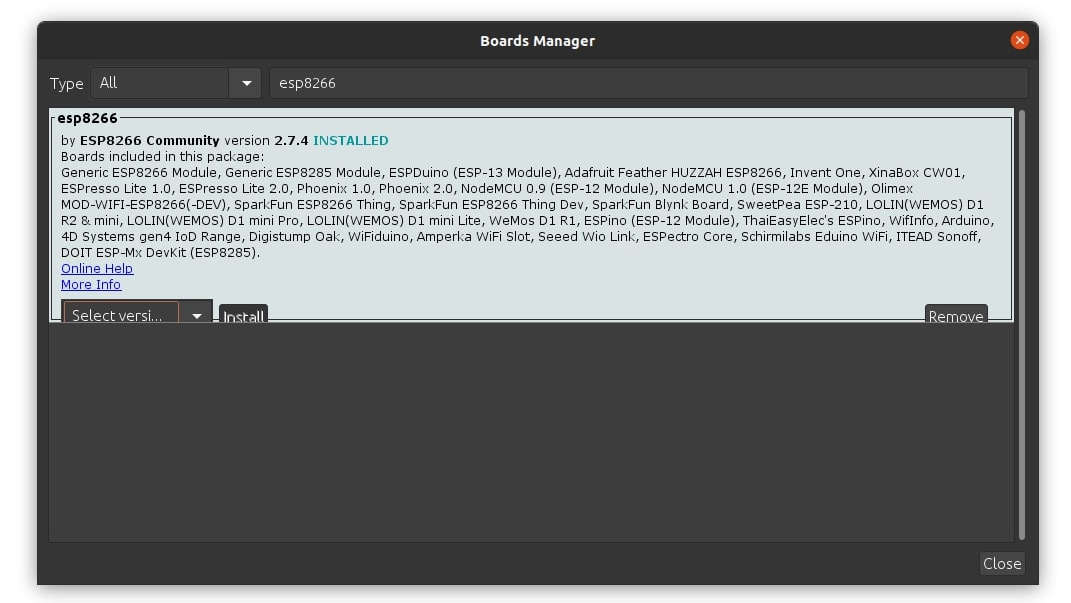 Boards Manager
Type All esp8266
esp8266
by ESP8266 Community version 2.7.4 INSTALLED
Boards included in this package:
Generic ESP8266 Module, Generic ESP8285 Module, ESPDuino (ESP-13 Module), Adafruit Feather HUZZAH ESP8266, Invent One, XinaBox CW01,
ESPresso Lite 1.0, ESPresso Lite 2.0, Phoenix 1.0, Phoenix 2.0, NodeMCU 0.9 (ESP-12 Module), NodeMCU 1.0 (ESP-12E Module), Olimex
MOD-WIFI-ESP8266(-DEV), SparkFun ESP8266 Thing, SparkFun ESP8266 Thing Dev, SparkFun Blynk Board, SweetPea ESP-210, LOLIN(WEMOS) D1
R2 & mini, LOLIN(WEMOS) D1 mini Pro, LOLIN(WEMOS) D1 mini Lite, WeMos D1 R1, ESPino (ESP-12 Module), ThaiEasyElec's ESPino, WifInfo, Arduino,
4D Systems gen4 IoD Range, Digistump Oak, WiFiduino, Amperka WiFi Slot, Seeed Wio Link, ESPectro Core, Schirmilabs Eduino WiFi, ITEAD Sonoff,
DOIT ESP-Mx DevKit (ESP8285).
Online Help
More Info
Select versi... Install Remove
Close